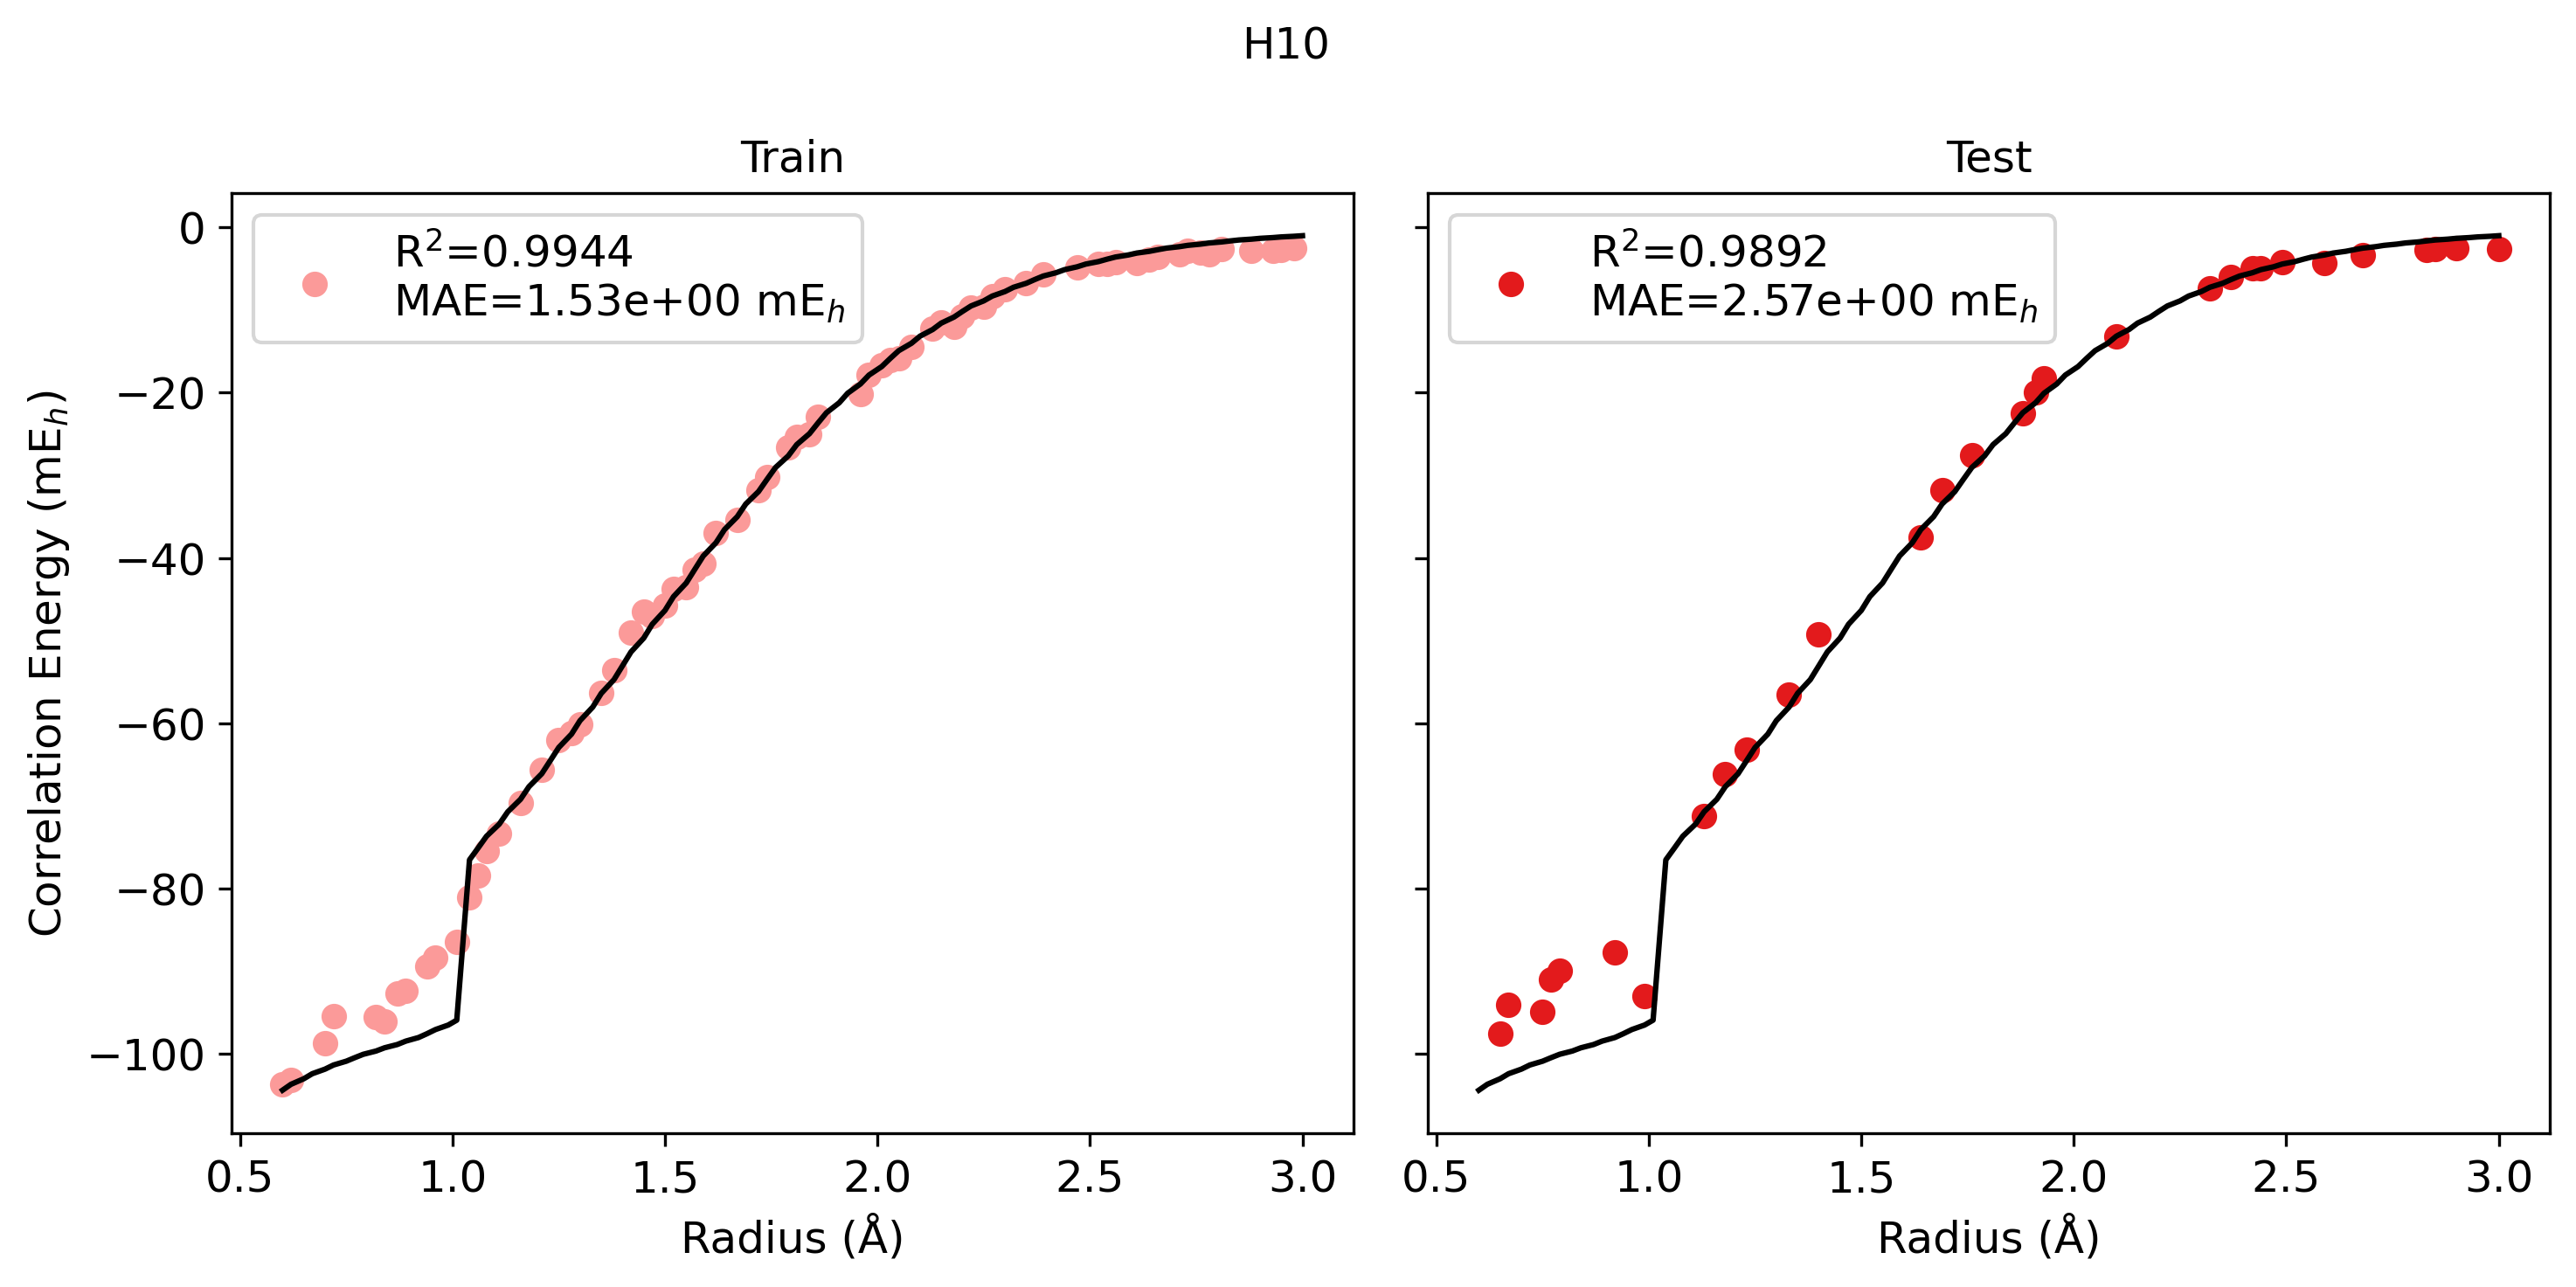 H10
Train
R²=0.9944
MAE=1.53e+00 mEₕ
Correlation Energy (mEₕ)
0
−20
−40
−60
−80
−100
0.5 1.0 1.5 2.0 2.5 3.0
Radius (Å)
Test
R²=0.9892
MAE=2.57e+00 mEₕ
0.5 1.0 1.5 2.0 2.5 3.0
Radius (Å)